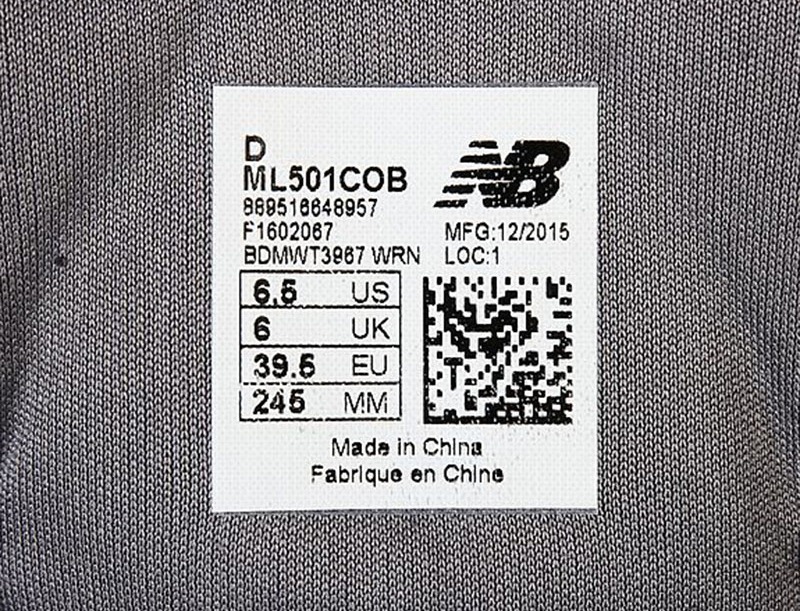 D
ML501COB
NB
889516648957
F1602067
MFG:12/2015
BDMWT3967 WRN
LOC:1
6.5 US
6 UK
39.5 EU
245 MM
Made in China
Fabrique en Chine